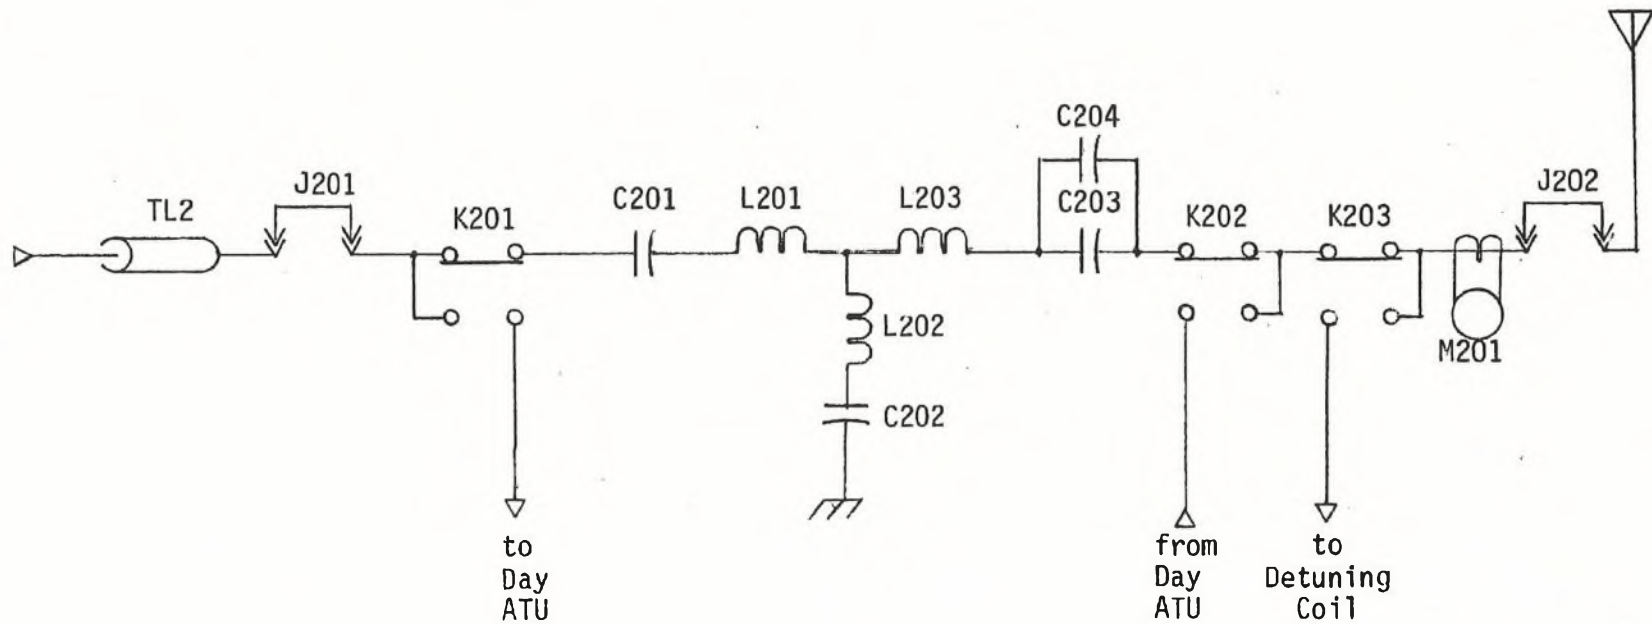 TL2
J201
K201
C201
L201
L203
C204
C203
K202
K203
J202
L202
C202
M201
to
Day
ATU
from
Day
ATU
to
Detuning
Coil